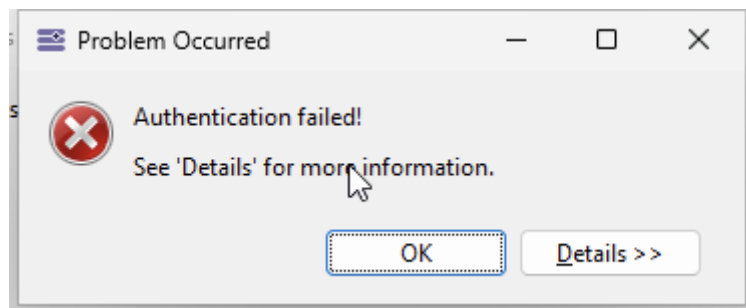 Problem Occurred
Authentication failed!
See 'Details' for more information.
OK
Details >>